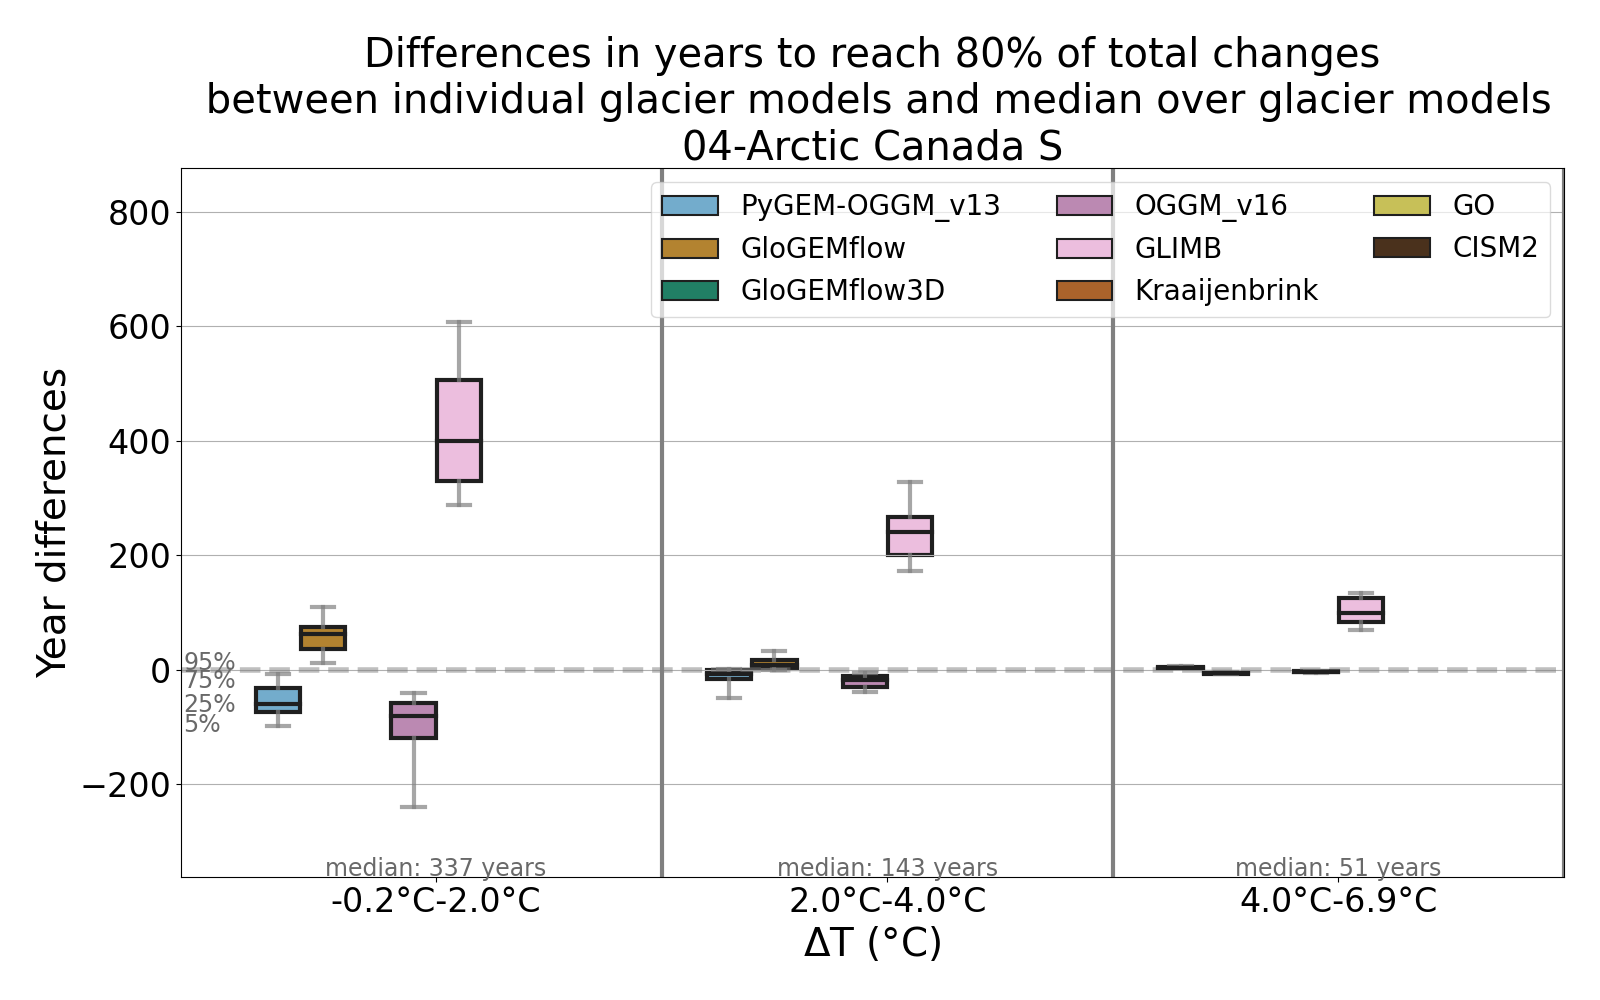 Differences in years to reach 80% of total changes
between individual glacier models and median over glacier models
04-Arctic Canada S
PyGEM-OGGM_v13
GloGEMflow
GloGEMflow3D
OGGM_v16
GLIMB
Kraaijenbrink
GO
CISM2
Year differences
800
600
400
200
0
−200
95%
75%
25%
5%
median: 337 years
median: 143 years
median: 51 years
-0.2°C-2.0°C
2.0°C-4.0°C
4.0°C-6.9°C
ΔT (°C)